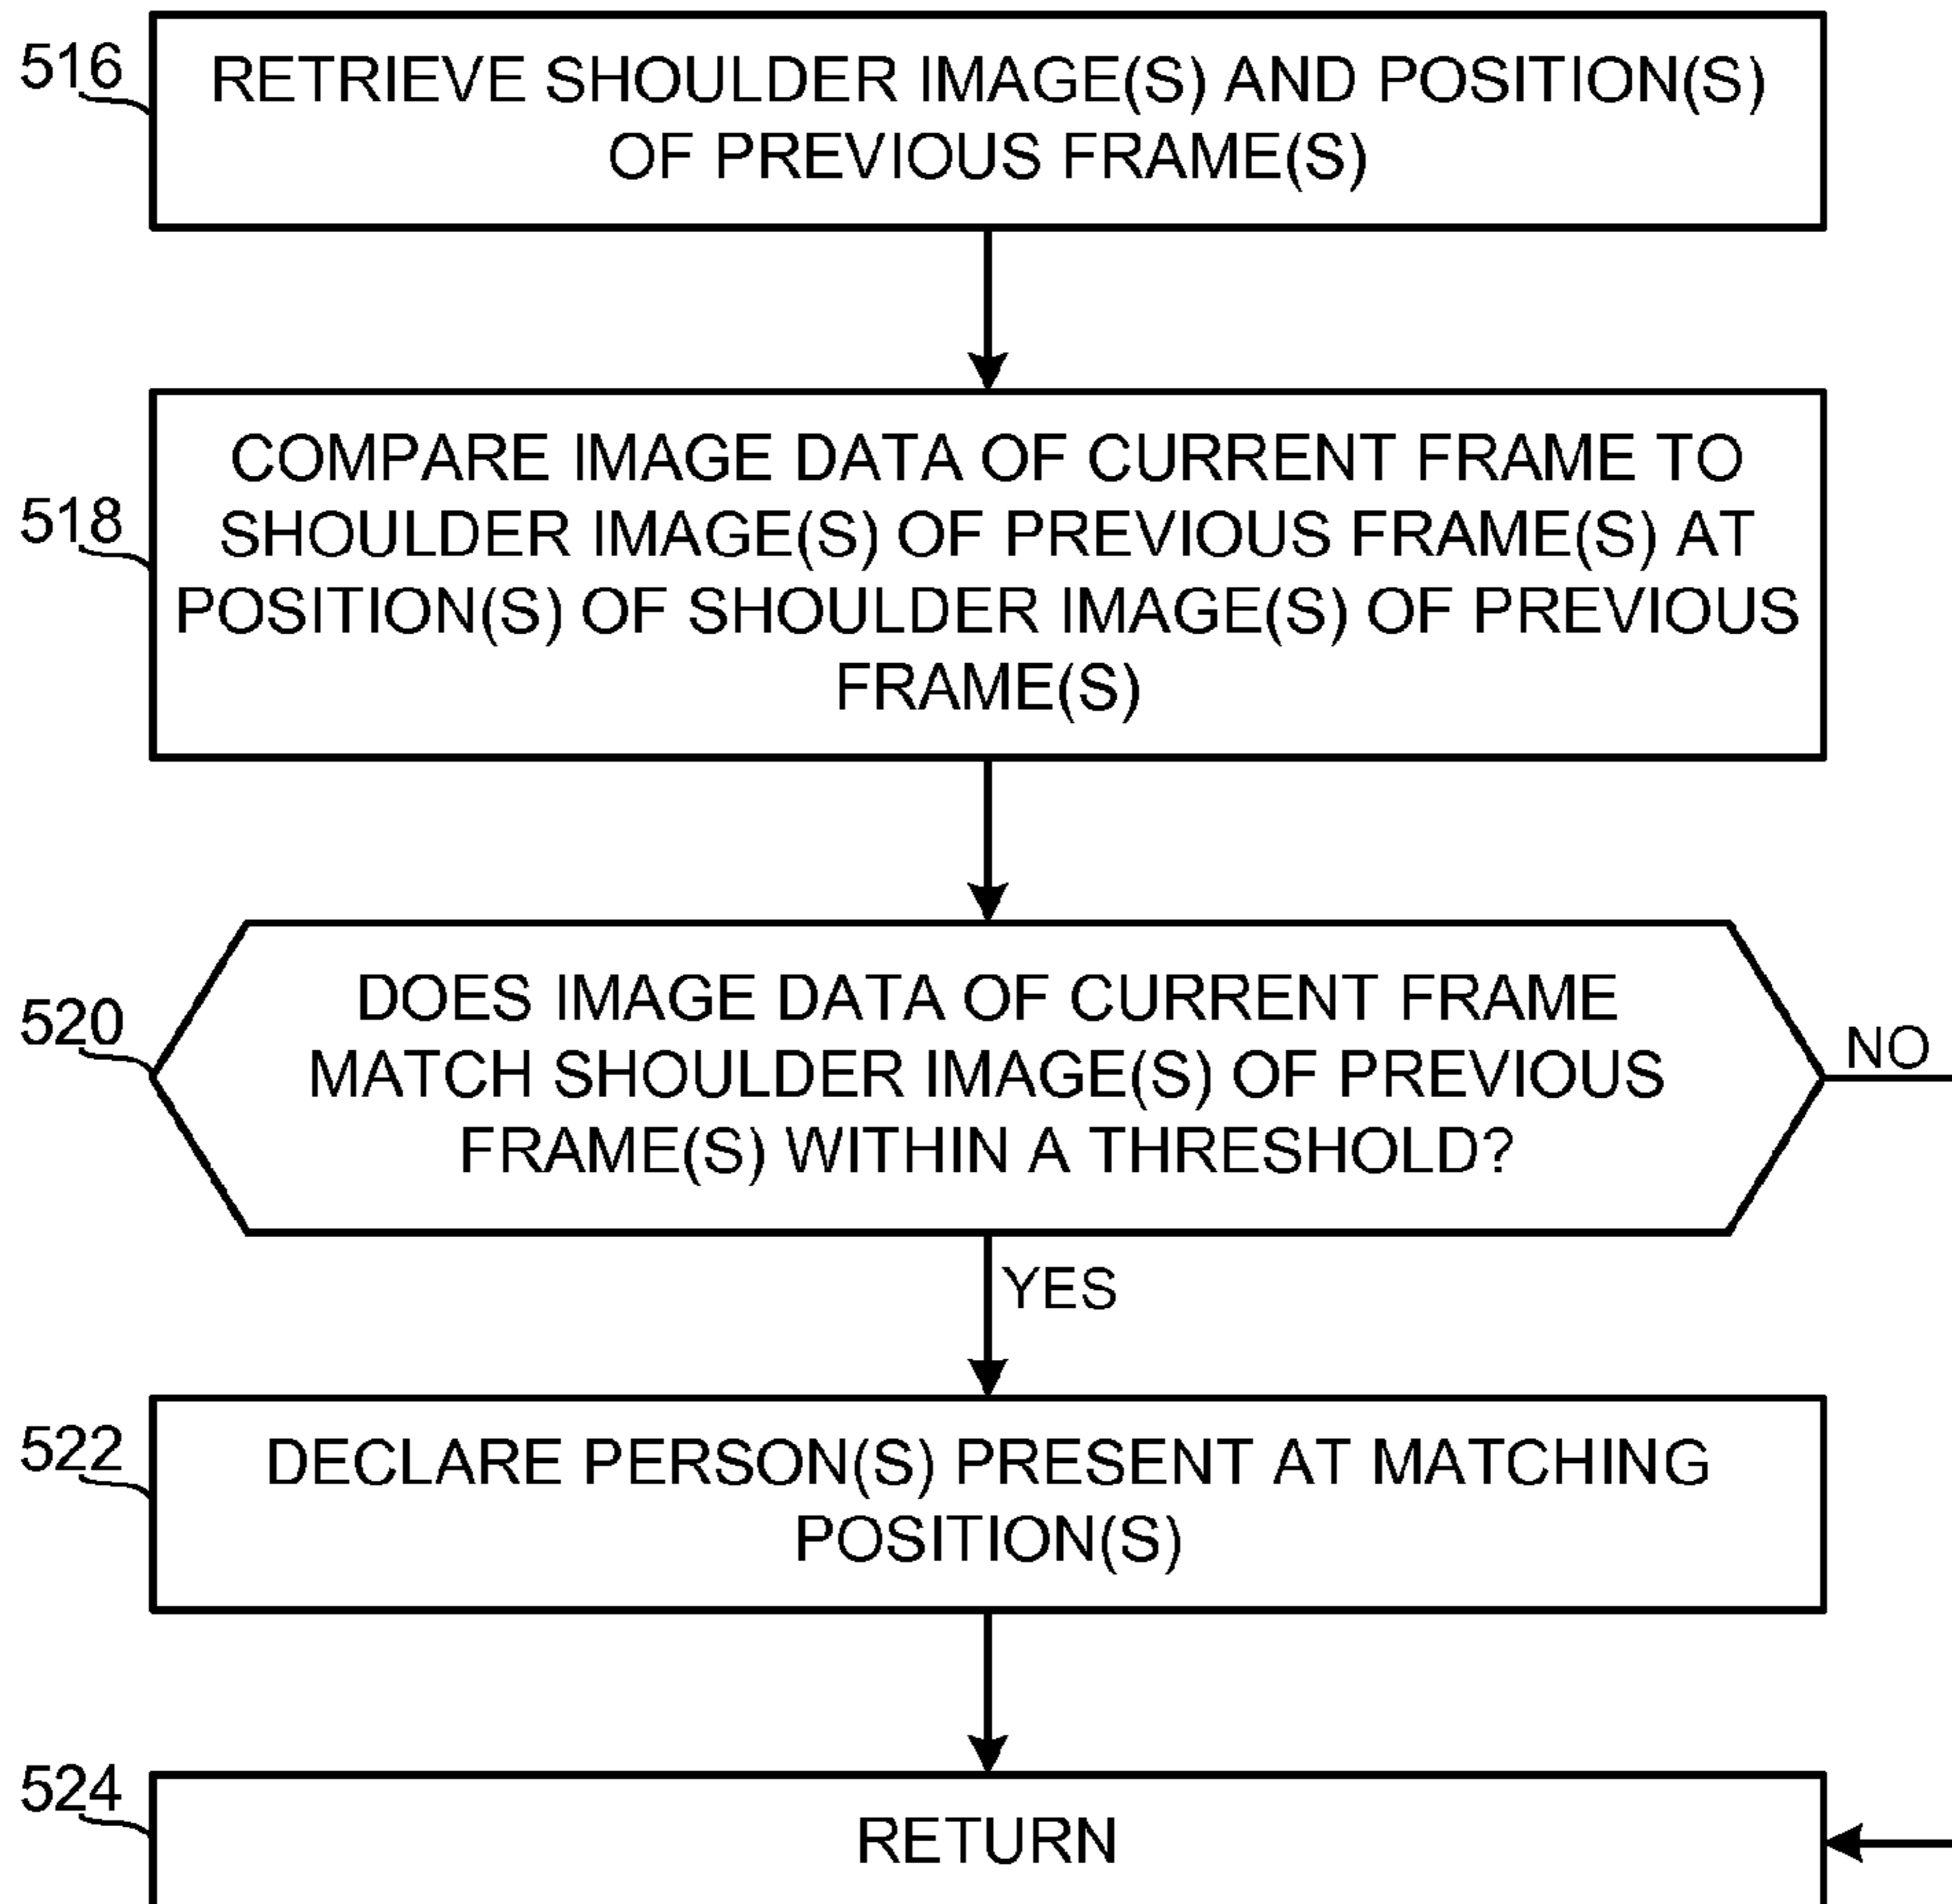 516
RETRIEVE SHOULDER IMAGE(S) AND POSITION(S)
OF PREVIOUS FRAME(S)
518
COMPARE IMAGE DATA OF CURRENT FRAME TO
SHOULDER IMAGE(S) OF PREVIOUS FRAME(S) AT
POSITION(S) OF SHOULDER IMAGE(S) OF PREVIOUS
FRAME(S)
520
DOES IMAGE DATA OF CURRENT FRAME
MATCH SHOULDER IMAGE(S) OF PREVIOUS
FRAME(S) WITHIN A THRESHOLD?
NO
YES
522
DECLARE PERSON(S) PRESENT AT MATCHING
POSITION(S)
524
RETURN